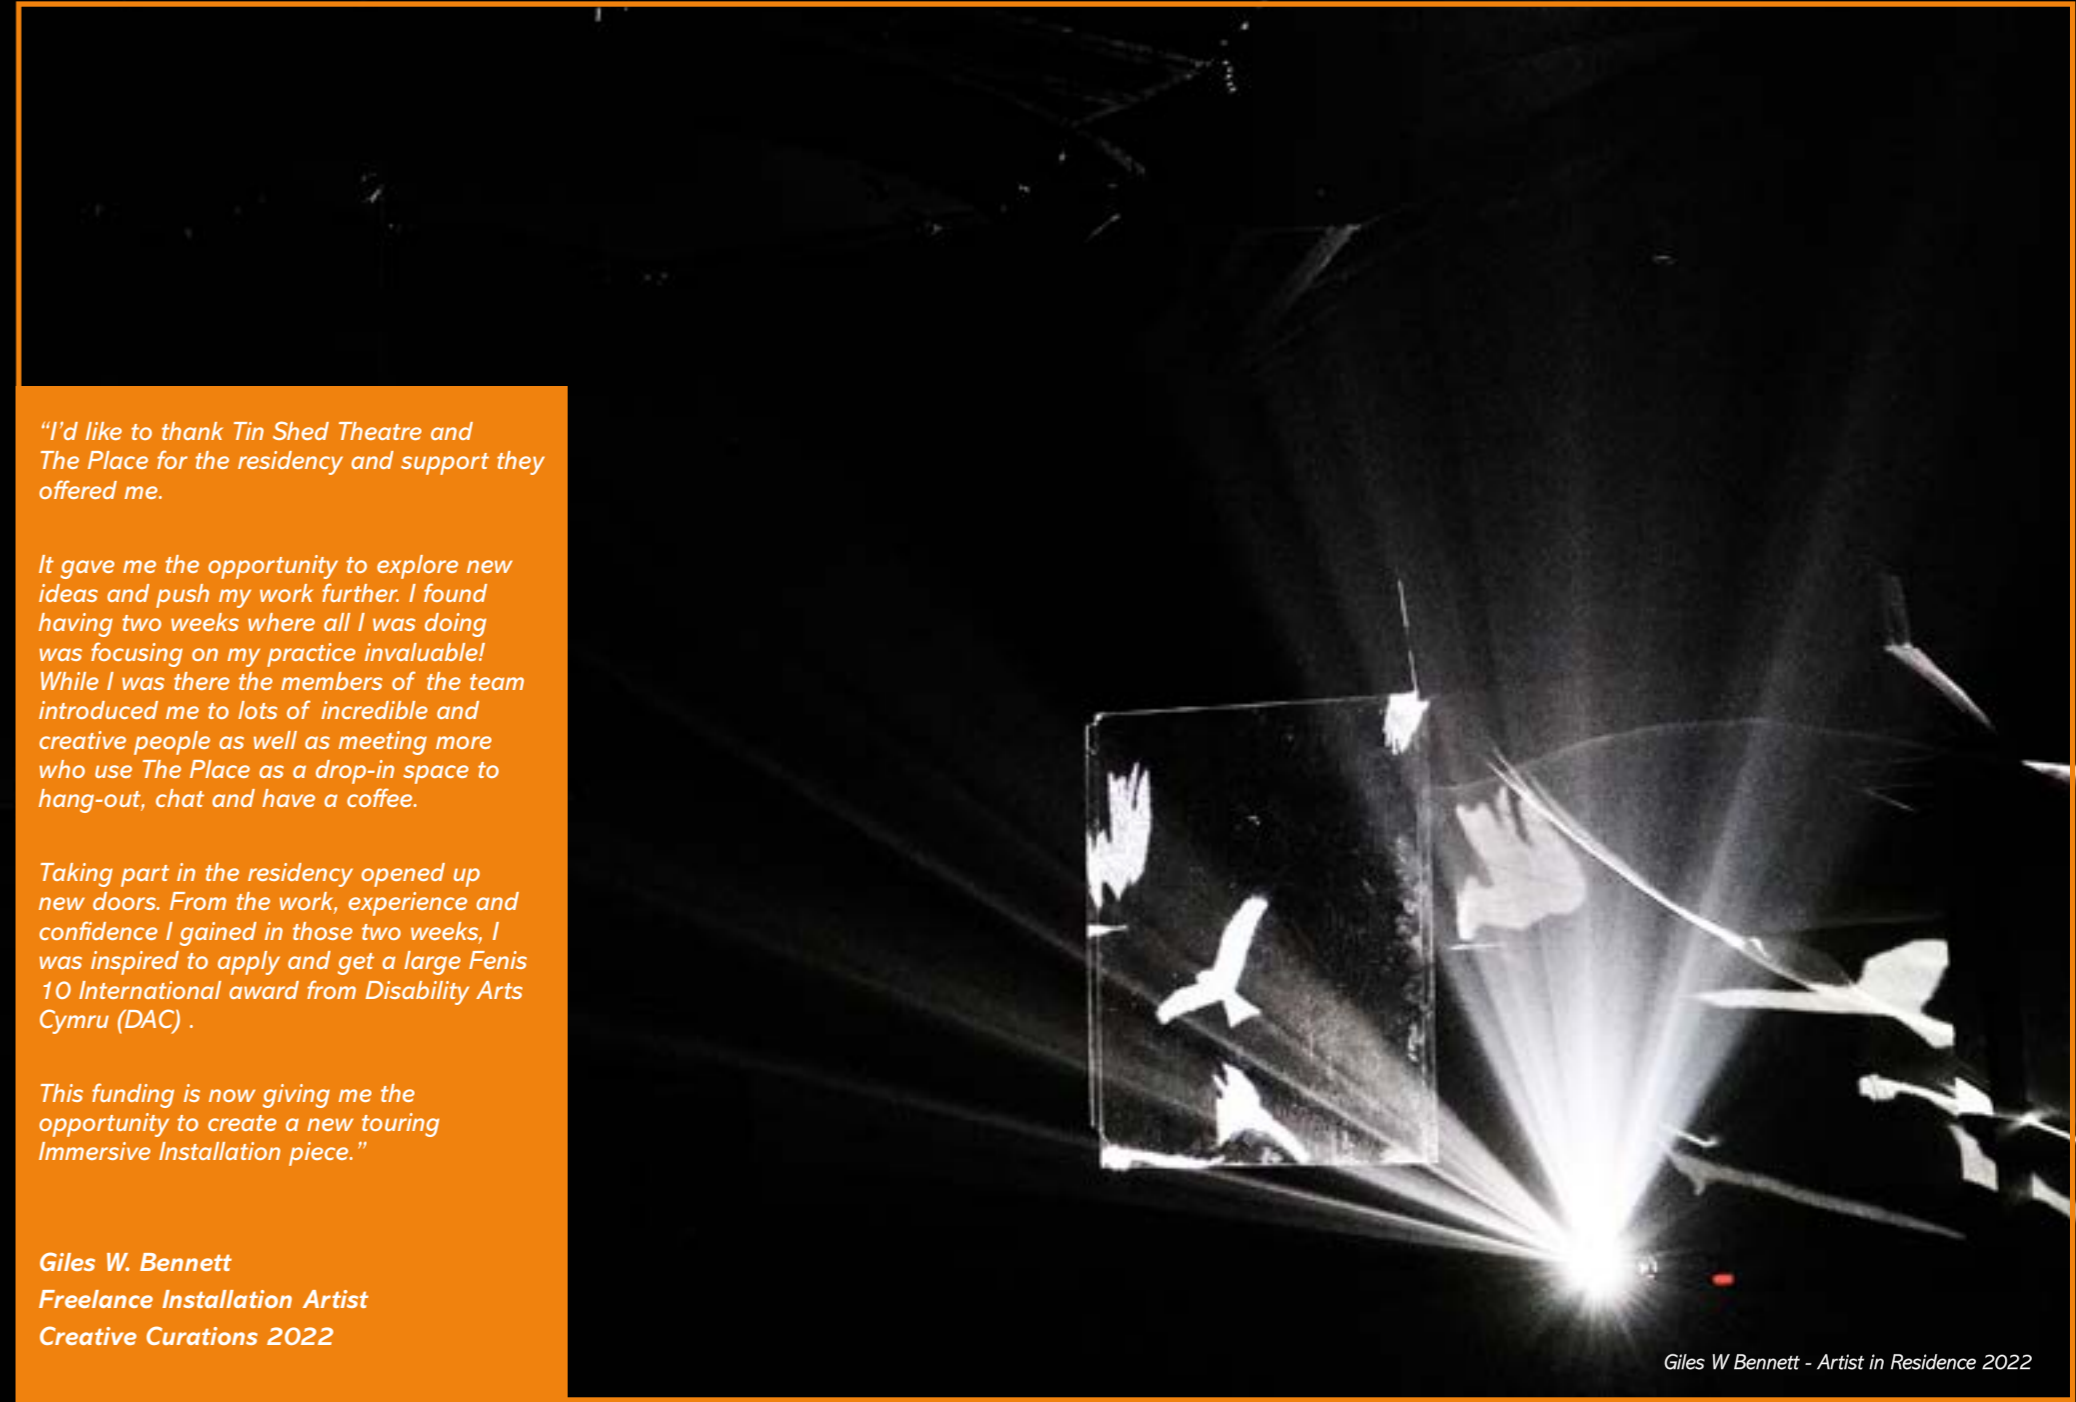 “I’d like to thank Tin Shed Theatre and
The Place for the residency and support they
offered me.
It gave me the opportunity to explore new
ideas and push my work further. I found
having two weeks where all I was doing
was focusing on my practice invaluable!
While I was there the members of the team
introduced me to lots of incredible and
creative people as well as meeting more
who use The Place as a drop-in space to
hang-out, chat and have a coffee.
Taking part in the residency opened up
new doors. From the work, experience and
confidence I gained in those two weeks, I
was inspired to apply and get a large Fenis
10 International award from Disability Arts
Cymru (DAC) .
This funding is now giving me the
opportunity to create a new touring
Immersive Installation piece.”
Giles W. Bennett
Freelance Installation Artist
Creative Curations 2022
Giles W Bennett - Artist in Residence 2022